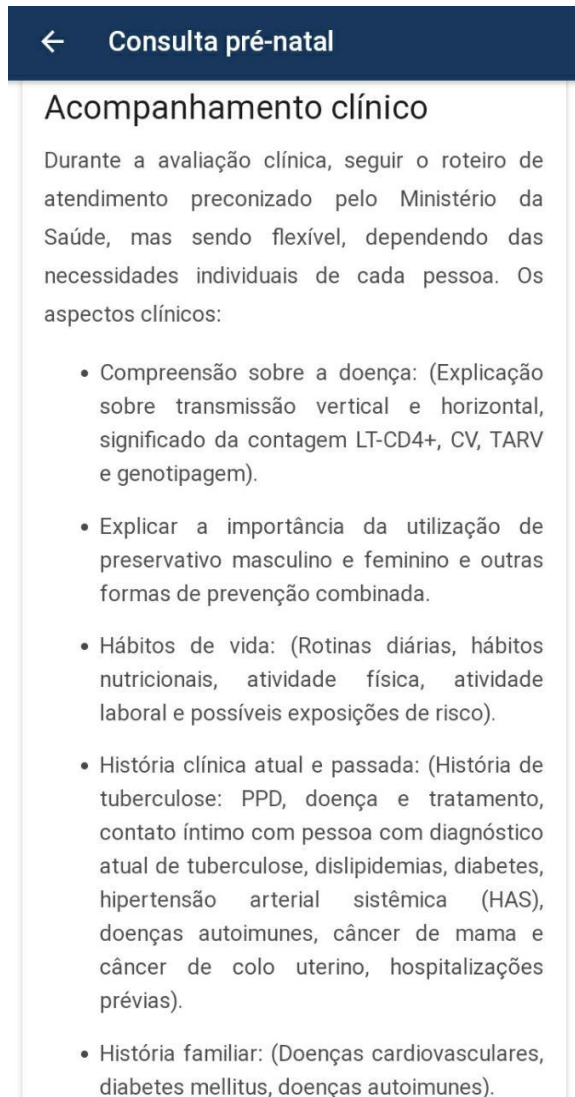 Consulta pré-natal
Acompanhamento clínico
Durante a avaliação clínica, seguir o roteiro de
atendimento preconizado pelo Ministério da
Saúde, mas sendo flexível, dependendo das
necessidades individuais de cada pessoa. Os
aspectos clínicos:
• Compreensão sobre a doença: (Explicação
sobre transmissão vertical e horizontal,
significado da contagem LT-CD4+, CV, TARV
e genotipagem).
• Explicar a importância da utilização de
preservativo masculino e feminino e outras
formas de prevenção combinada.
• Hábitos de vida: (Rotinas diárias, hábitos
nutricionais, atividade física, atividade
laboral e possíveis exposições de risco).
• História clínica atual e passada: (História de
tuberculose: PPD, doença e tratamento,
contato íntimo com pessoa com diagnóstico
atual de tuberculose, dislipidemias, diabetes,
hipertensão arterial sistêmica (HAS),
doenças autoimunes, câncer de mama e
câncer de colo uterino, hospitalizações
prévias).
• História familiar: (Doenças cardiovasculares,
diabetes mellitus, doenças autoimunes).